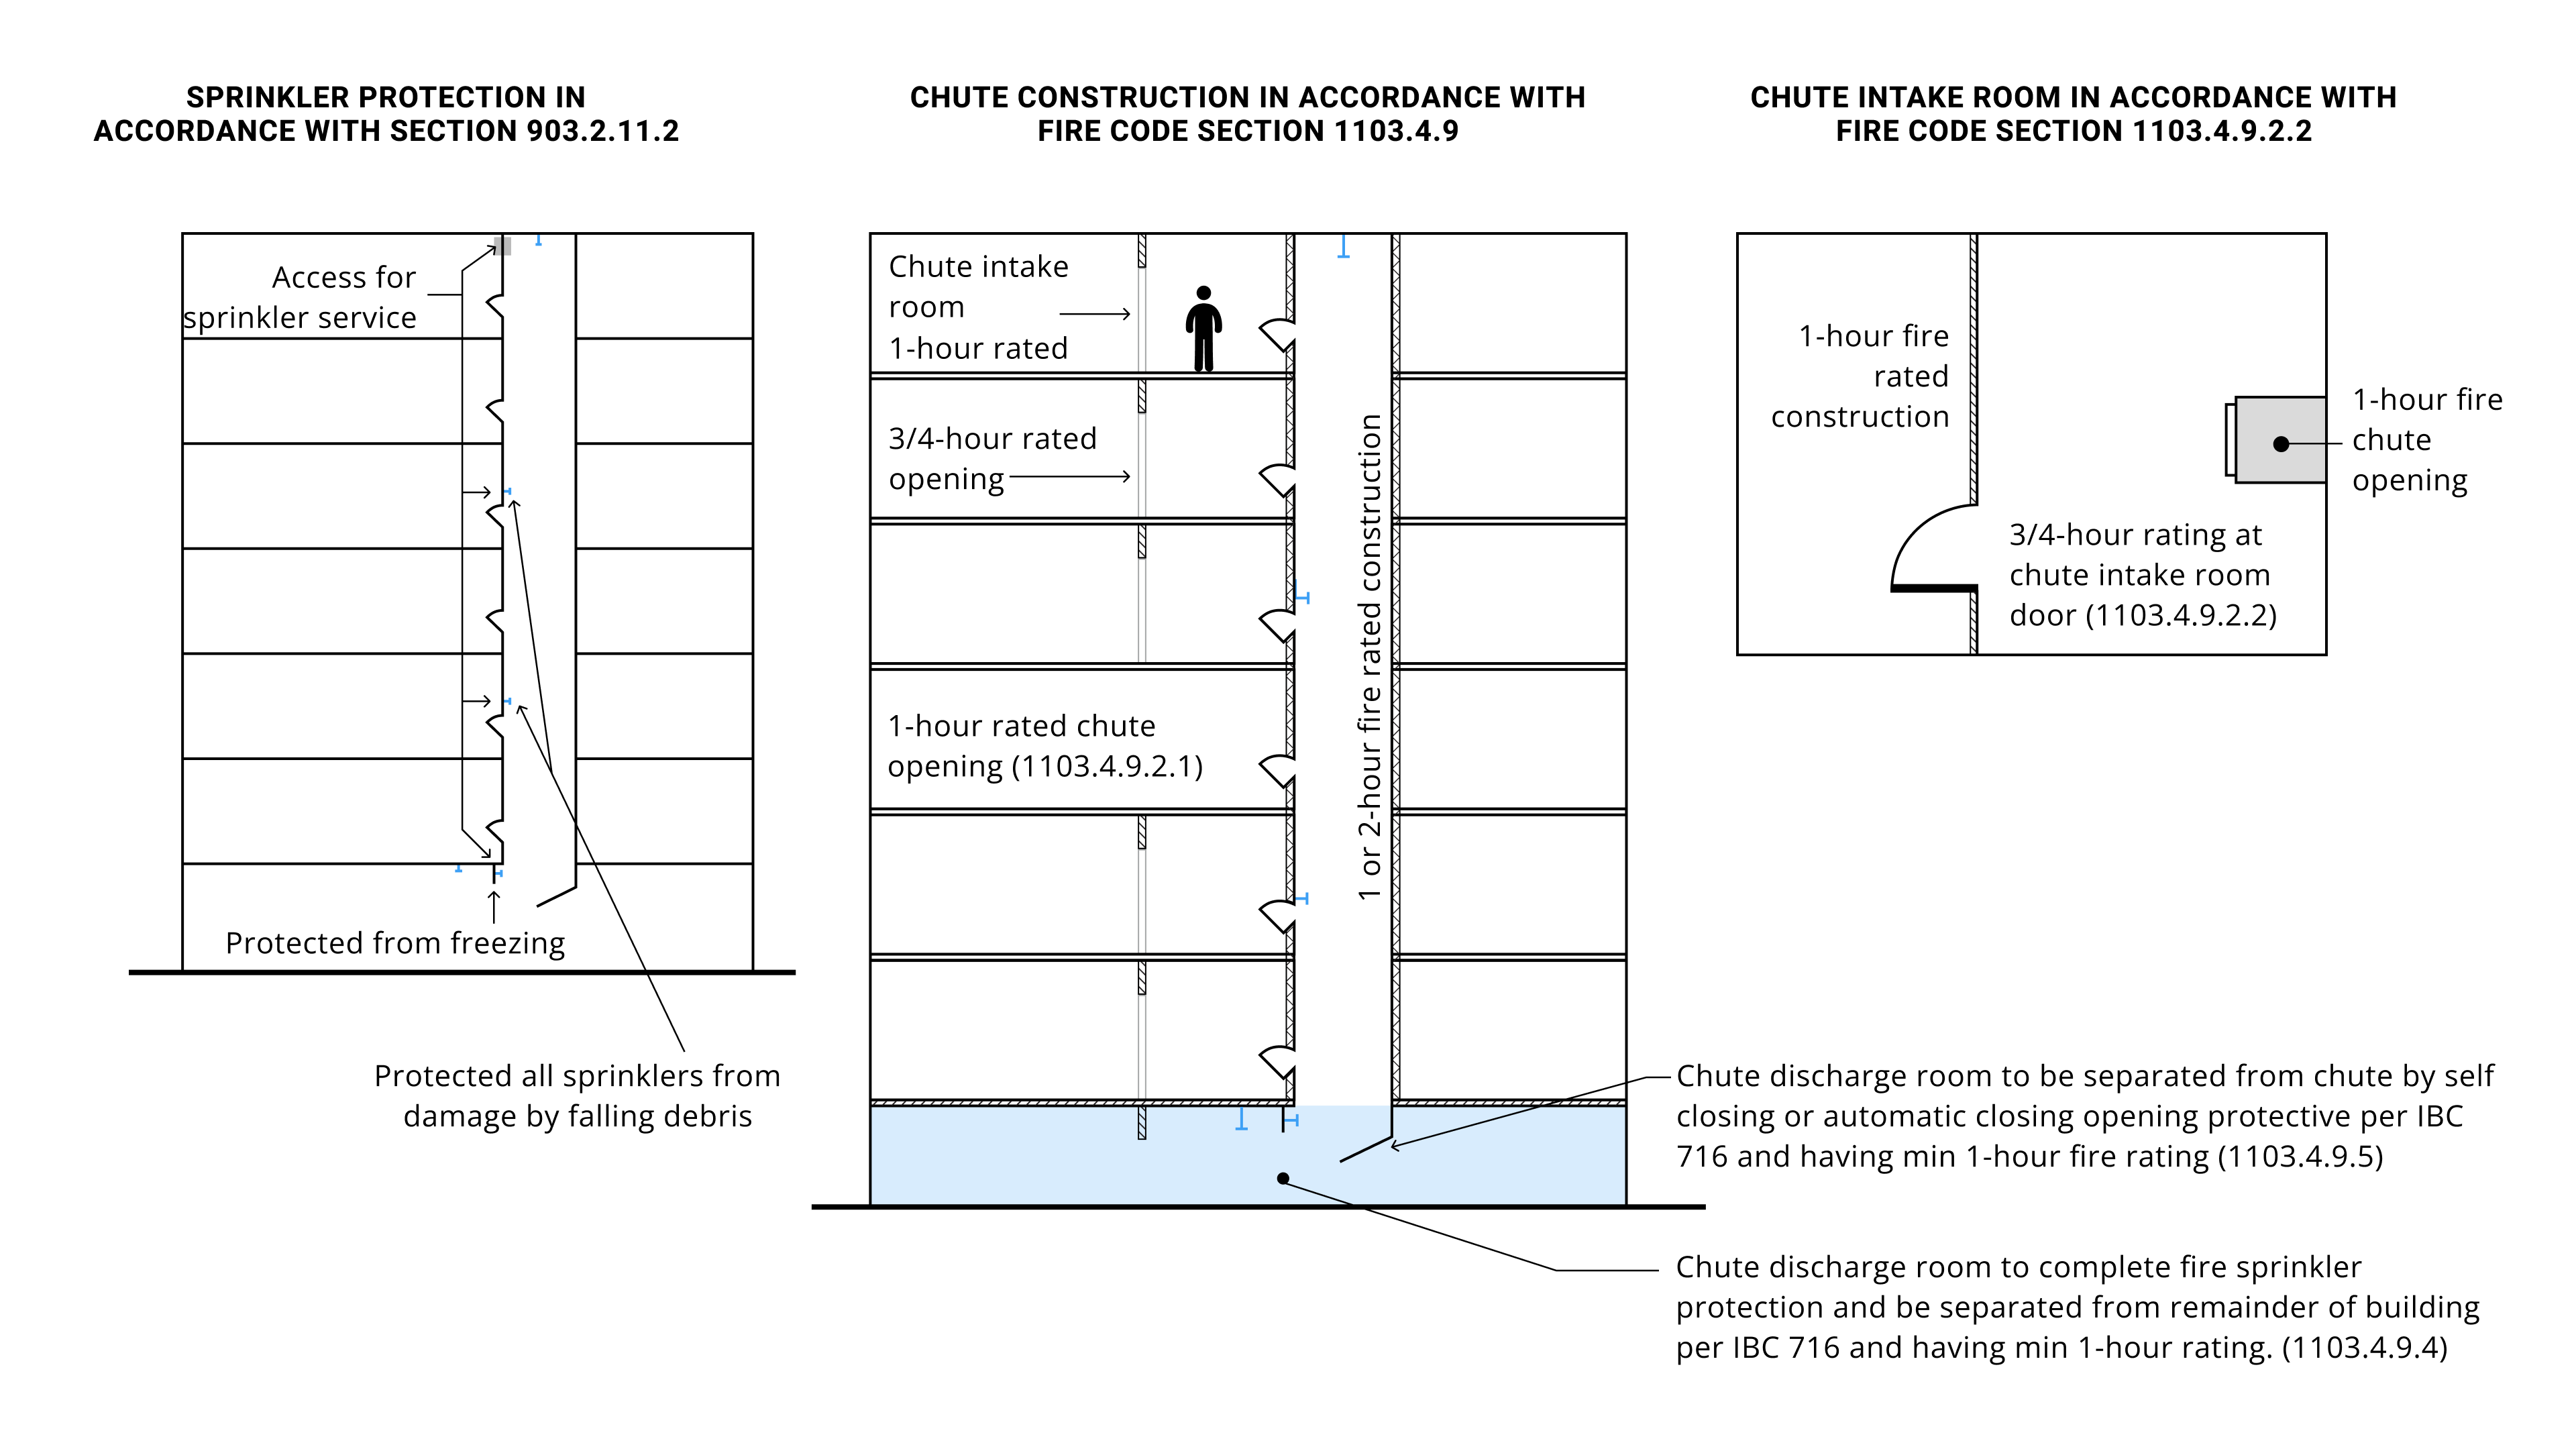 SPRINKLER PROTECTION IN
ACCORDANCE WITH SECTION 903.2.11.2
Access for
sprinkler service
Protected from freezing
Protected all sprinklers from
damage by falling debris
CHUTE CONSTRUCTION IN ACCORDANCE WITH
FIRE CODE SECTION 1103.4.9
Chute intake
room
1-hour rated
3/4-hour rated
opening
1-hour rated chute
opening (1103.4.9.2.1)
1 or 2-hour fire rated construction
Chute discharge room to be separated from chute by self
closing or automatic closing opening protective per IBC
716 and having min 1-hour fire rating (1103.4.9.5)
Chute discharge room to complete fire sprinkler
protection and be separated from remainder of building
per IBC 716 and having min 1-hour rating. (1103.4.9.4)
CHUTE INTAKE ROOM IN ACCORDANCE WITH
FIRE CODE SECTION 1103.4.9.2.2
1-hour fire
rated
construction
1-hour fire
chute
opening
3/4-hour rating at
chute intake room
door (1103.4.9.2.2)